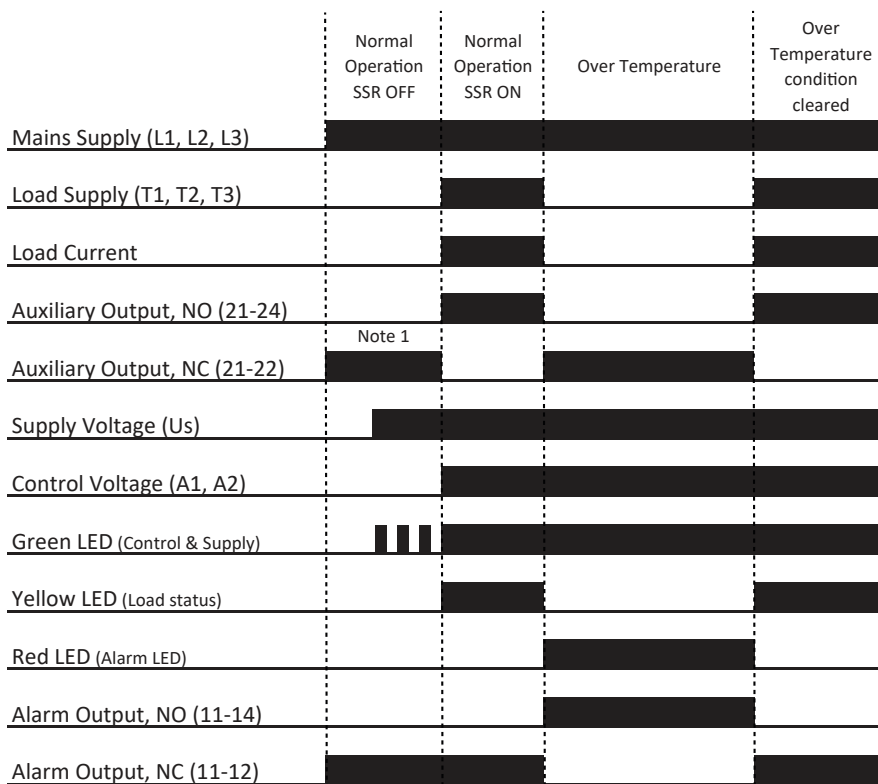 Normal
Operation
SSR OFF
Normal
Operation
SSR ON
Over Temperature
Over
Temperature
condition
cleared
Mains Supply (L1, L2, L3)
Load Supply (T1, T2, T3)
Load Current
Auxiliary Output, NO (21-24)
Note 1
Auxiliary Output, NC (21-22)
Supply Voltage (Us)
Control Voltage (A1, A2)
Green LED (Control & Supply)
Yellow LED (Load status)
Red LED (Alarm LED)
Alarm Output, NO (11-14)
Alarm Output, NC (11-12)